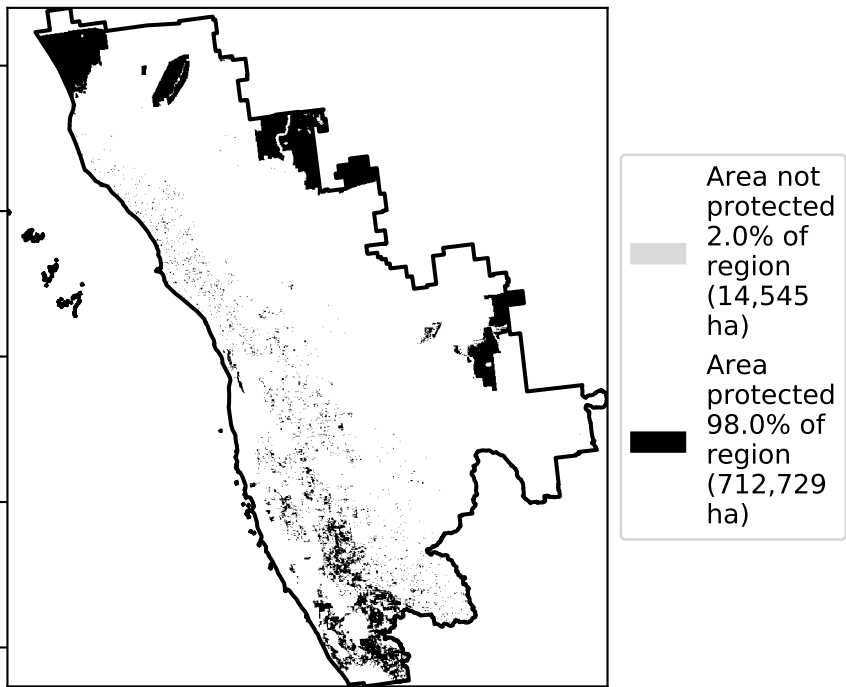 Area not
protected
2.0% of
region
(14,545
ha)
Area
protected
98.0% of
region
(712,729
ha)